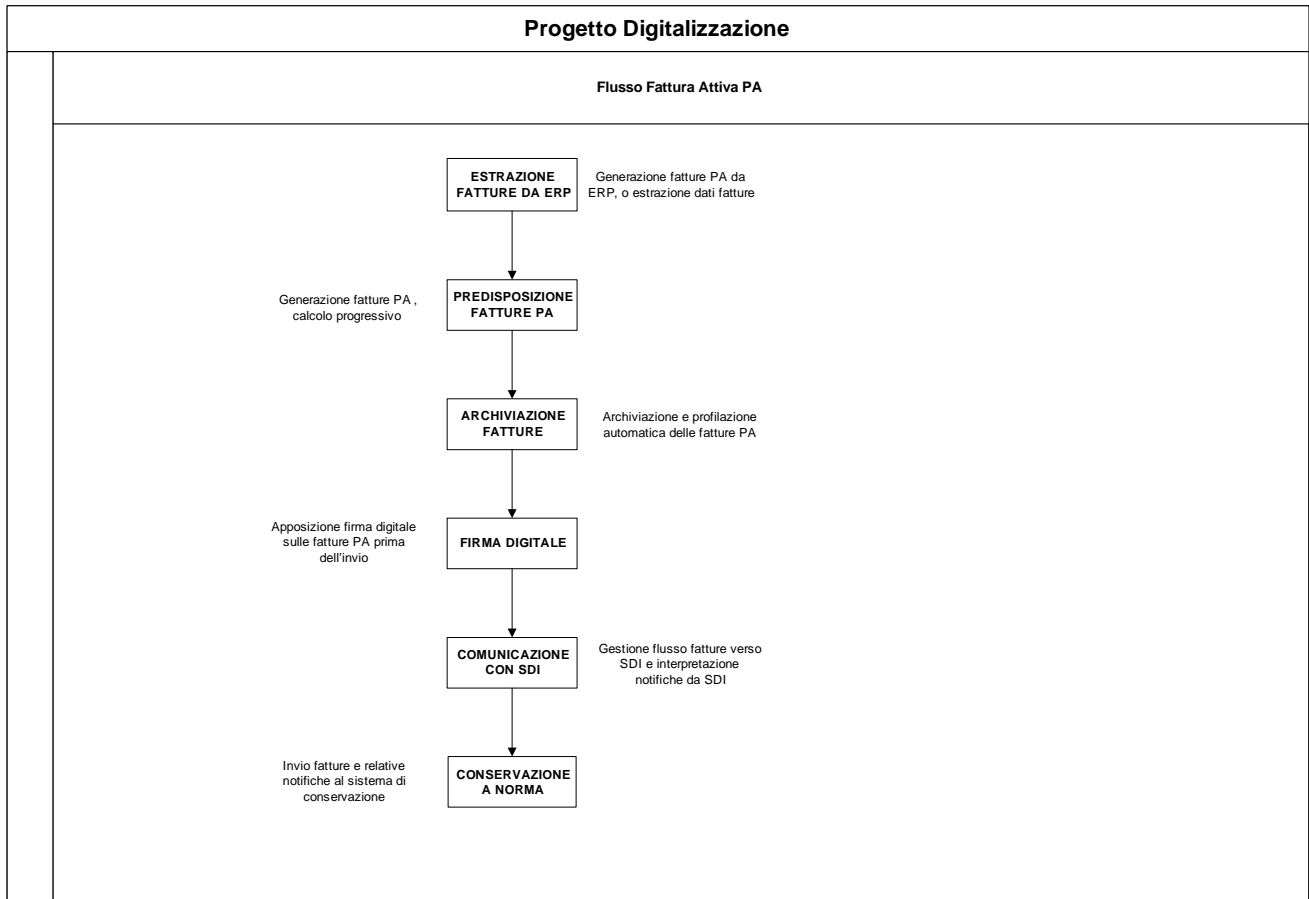 Progetto Digitalizzazione
Flusso Fattura Attiva PA
ESTRAZIONE
FATTURE DA ERP
Generazione fatture PA da
ERP, o estrazione dati fatture
Generazione fatture PA ,
calcolo progressivo
PREDISPOSIZIONE
FATTURE PA
ARCHIVIAZIONE
FATTURE
Archiviazione e profilazione
automatica delle fatture PA
Apposizione firma digitale
sulle fatture PA prima
dell'invio
FIRMA DIGITALE
COMUNICAZIONE
CON SDI
Gestione flusso fatture verso
SDI e interpretazione
notifiche da SDI
Invio fatture e relative
notifiche al sistema di
conservazione
CONSERVAZIONE
A NORMA